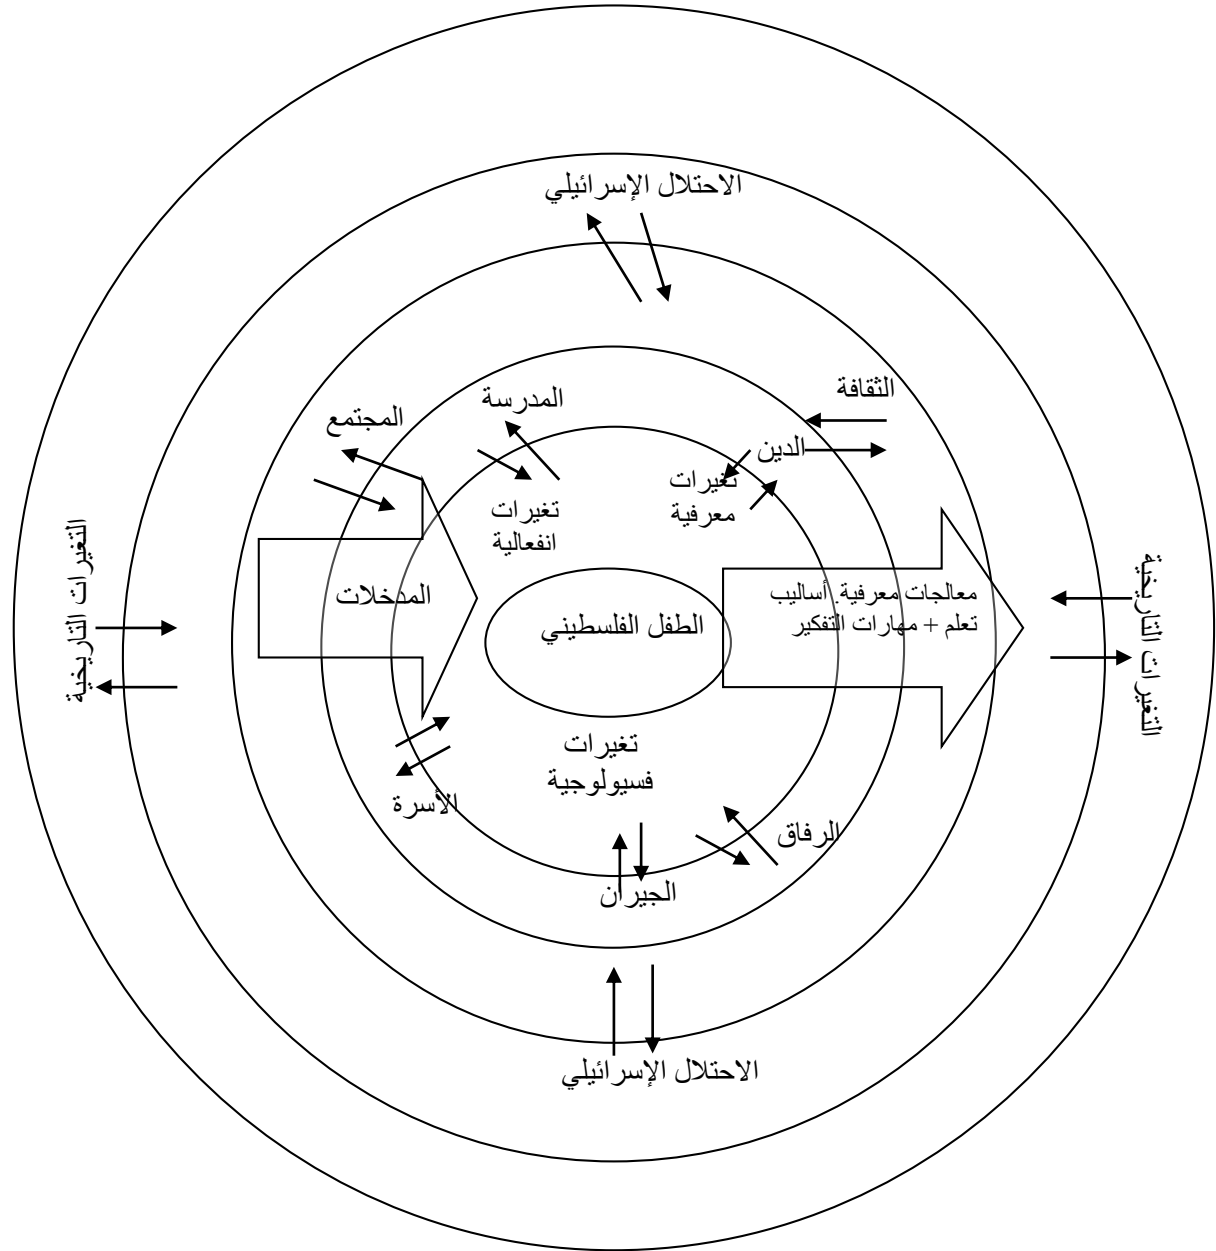 الاحتلال الإسرائيلي
الثقافة
المدرسة
المجتمع
الدين
تغيرات
معرفية
تغيرات
انفعالية
التغيرات التاريخية
التغيرات التاريخية
المدخلات
معالجات معرفية. أساليب
تعلم + مهارات التفكير
الطفل الفلسطيني
تغيرات
فسيولوجية
الأسرة
الرفاق
الجيران
الاحتلال الإسرائيلي